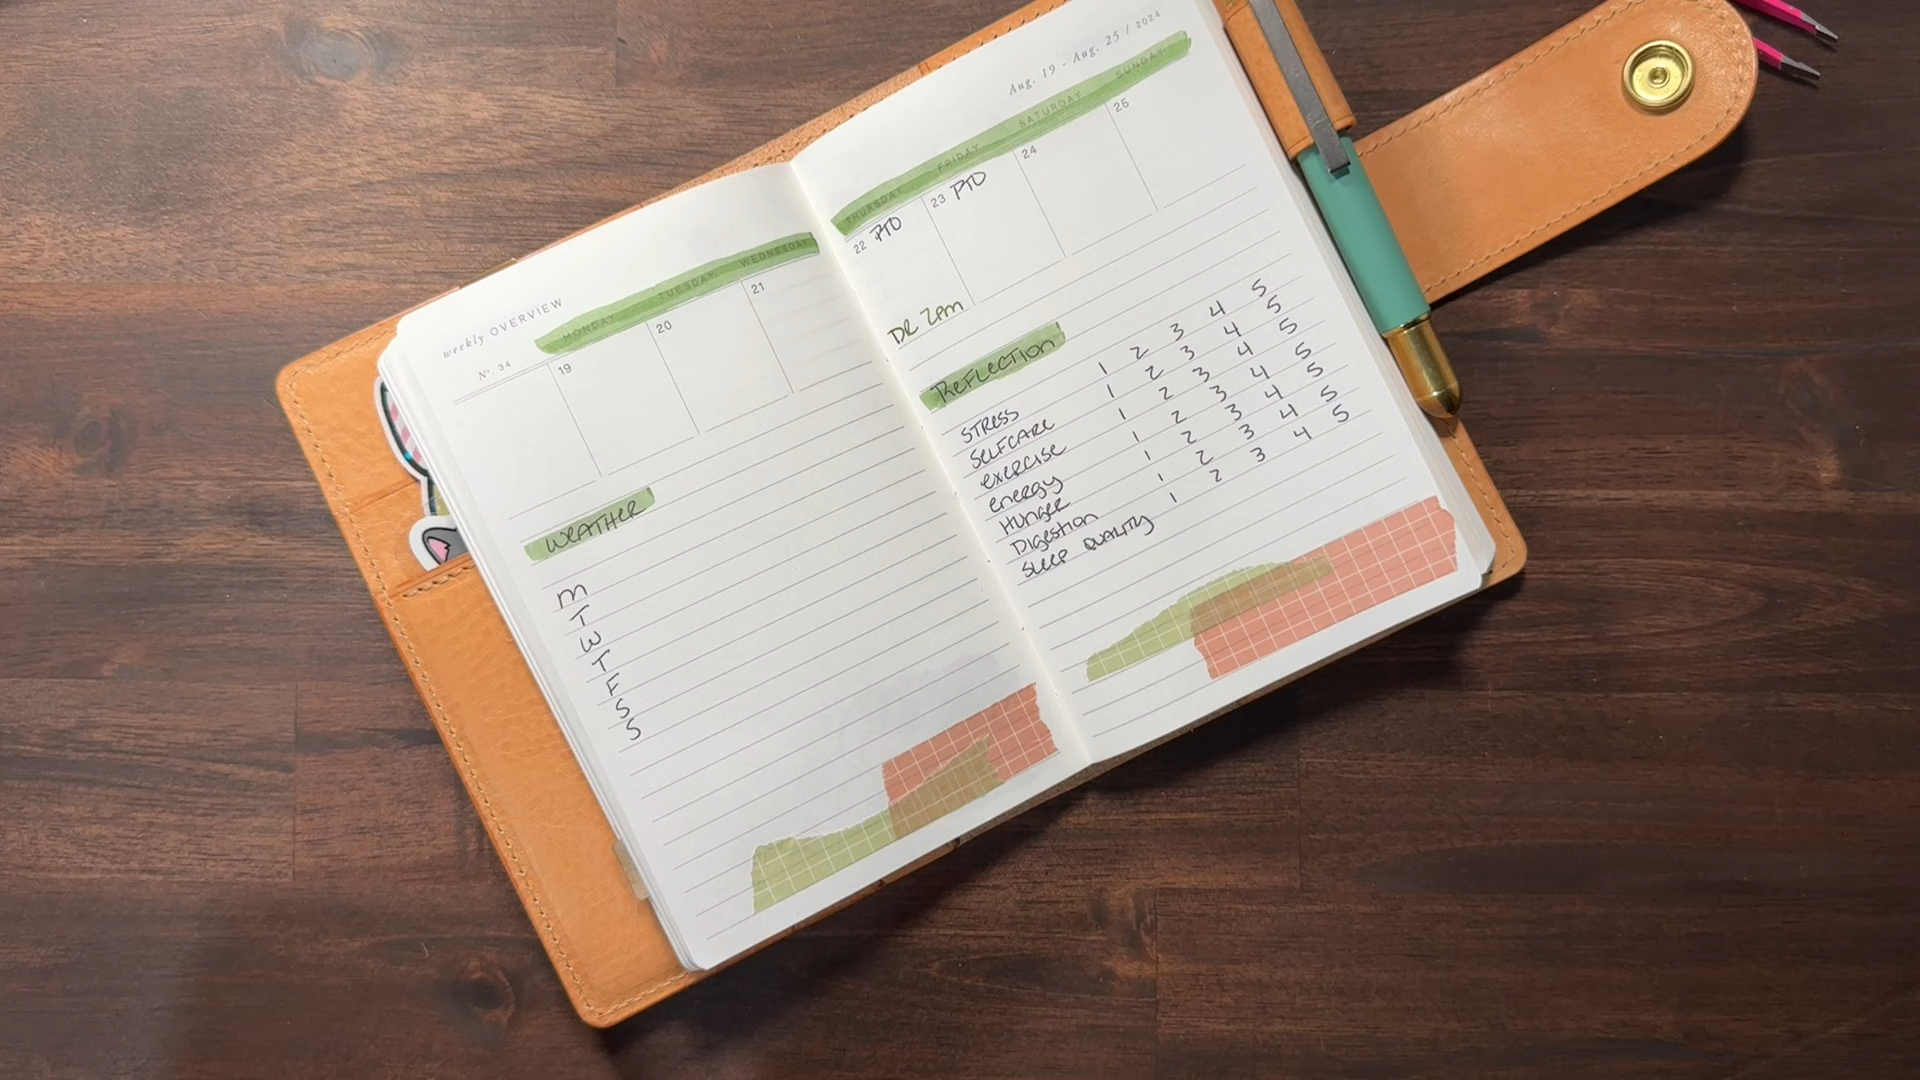 weekly OVERVIEW
Nº. 34
MONDAY TUESDAY WEDNESDAY
19 20 21
WEATHER
M
T
W
T
F
S
S
Aug. 19 - Aug. 25 / 2024
THURSDAY FRIDAY SATURDAY SUNDAY
22 PTO 23 PTO 24 25
DR 2pm
REFLECTION
STRESS 1 2 3 4 5
SELFCARE 1 2 3 4 5
exercise 1 2 3 4 5
energy 1 2 3 4 5
HUNGER 1 2 3 4 5
Digestion 1 2 3 4 5
Sleep QUALITY 1 2 3 4 5